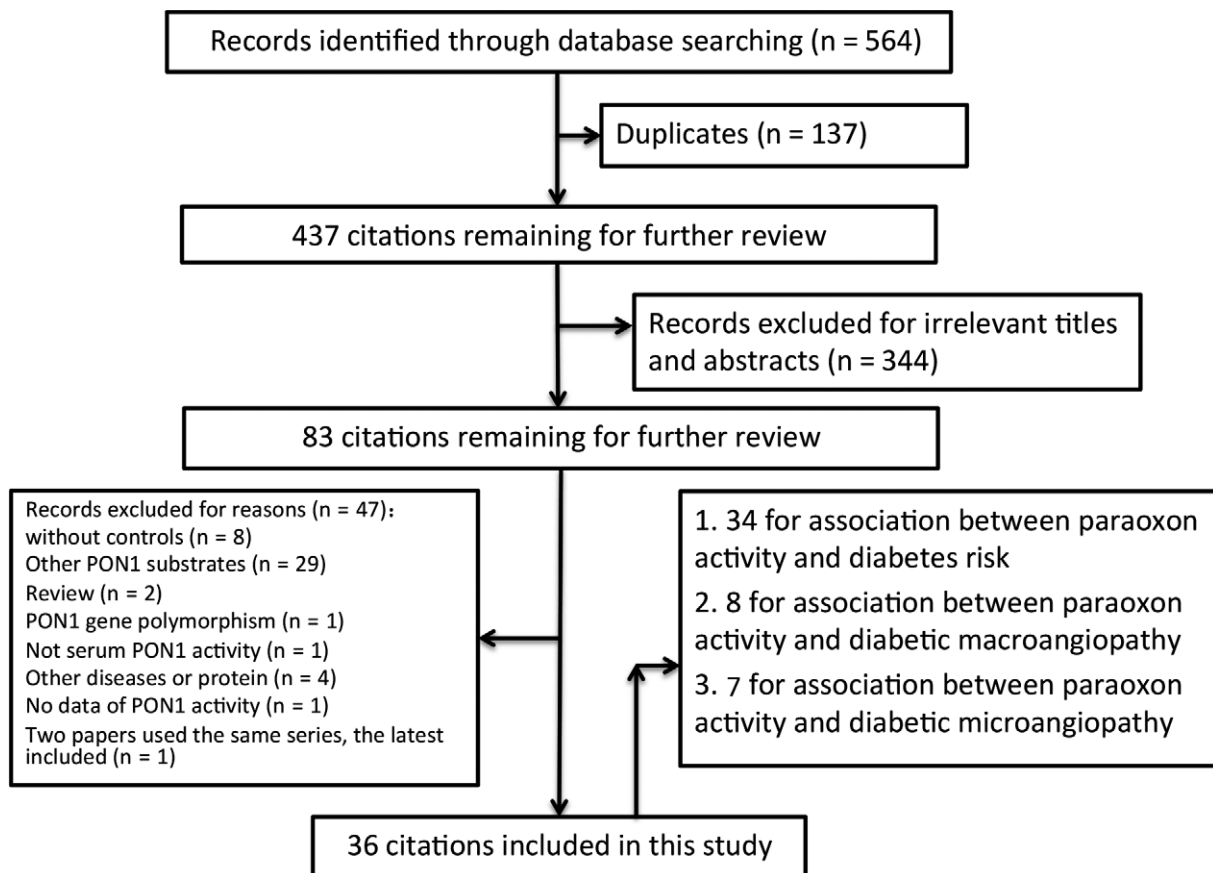 Records identified through database searching (n = 564)
Duplicates (n = 137)
437 citations remaining for further review
Records excluded for irrelevant titles
and abstracts (n = 344)
83 citations remaining for further review
Records excluded for reasons (n = 47):
without controls (n = 8)
Other PON1 substrates (n = 29)
Review (n = 2)
PON1 gene polymorphism (n = 1)
Not serum PON1 activity (n = 1)
Other diseases or protein (n = 4)
No data of PON1 activity (n = 1)
Two papers used the same series, the latest
included (n = 1)
1. 34 for association between paraoxon
activity and diabetes risk
2. 8 for association between paraoxon
activity and diabetic macroangiopathy
3. 7 for association between paraoxon
activity and diabetic microangiopathy
36 citations included in this study